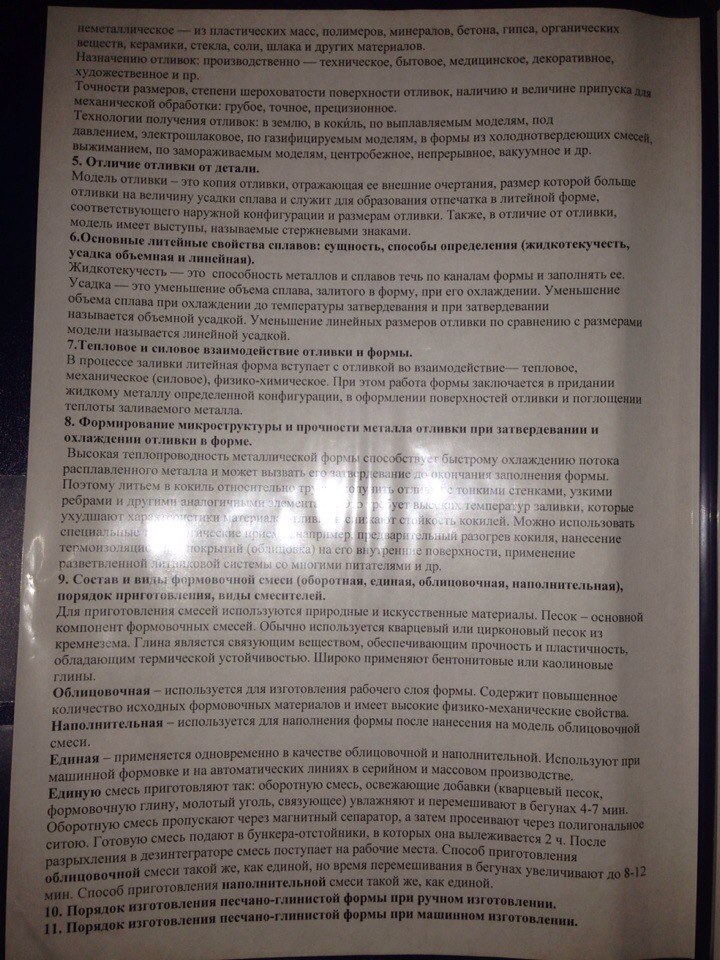 неметаллическое — из пластических масс, полимеров, минералов, бетона, гипса, органических
веществ, керамики, стекла, соли, шлака и других материалов.
Назначению отливок: производственно — техническое, бытовое, медицинское, декоративное,
художественное и пр.
Точности размеров, степени шероховатости поверхности отливок, наличию и величине припуска для
механической обработки: грубое, точное, прецизионное.
Технологии получения отливок: в землю, в кокиль, по выплавляемым моделям, под
давлением, электрошлаковое, по газифицируемым моделям, в формы из холоднотвердеющих смесей,
выжиманием, по замораживаемым моделям, центробежное, непрерывное, вакуумное и др.
5. Отличие отливки от детали.
Модель отливки – это копия отливки, отражающая ее внешние очертания, размер которой больше
отливки на величину усадки сплава и служит для образования отпечатка в литейной форме,
соответствующего наружной конфигурации и размерам отливки. Также, в отличие от отливки,
модель имеет выступы, называемые стержневыми знаками.
6.Основные литейные свойства сплавов: сущность, способы определения (жидкотекучесть,
усадка объемная и линейная).
Жидкотекучесть — это способность металлов и сплавов течь по каналам формы и заполнять ее.
Усадка — это уменьшение объема сплава, залитого в форму, при его охлаждении. Уменьшение
объема сплава при охлаждении до температуры затвердевания и при затвердевании
называется объемной усадкой. Уменьшение линейных размеров отливки по сравнению с размерами
модели называется линейной усадкой.
7.Тепловое и силовое взаимодействие отливки и формы.
В процессе заливки литейная форма вступает с отливкой во взаимодействие— тепловое,
механическое (силовое), физико-химическое. При этом работа формы заключается в придании
жидкому металлу определенной конфигурации, в оформлении поверхностей отливки и поглощении
теплоты заливаемого металла.
8. Формирование микроструктуры и прочности металла отливки при затвердевании и
охлаждении отливки в форме.
Высокая теплопроводность металлической формы способствует быстрому охлаждению потока
расплавленного металла и может вызвать его затвердевание до окончания заполнения формы.
Поэтому литьем в кокиль относительно с тонкими стенками, узкими
ребрами и другими аналогичными высоких температур заливки, которые
ухудшают характеристики стойкость кокилей. Можно использовать
специальные например, предварительный разогрев кокиля, нанесение
покрытий (облицовка) на его внутренние поверхности, применение
разветвленной литниковой системы со многими питателями и др.
9. Состав и виды формовочной смеси (оборотная, единая, облицовочная, наполнительная),
порядок приготовления, виды смесителей.
Для приготовления смесей используются природные и искусственные материалы. Песок – основной
компонент формовочных смесей. Обычно используется кварцевый или цирконовый песок из
кремнезема. Глина является связующим веществом, обеспечивающим прочность и пластичность,
обладающим термической устойчивостью. Широко применяют бентонитовые или каолиновые
глины.
Облицовочная – используется для изготовления рабочего слоя формы. Содержит повышенное
количество исходных формовочных материалов и имеет высокие физико-механические свойства.
Наполнительная – используется для наполнения формы после нанесения на модель облицовочной
смеси.
Единая – применяется одновременно в качестве облицовочной и наполнительной. Используют при
машинной формовке и на автоматических линиях в серийном и массовом производстве.
Единую смесь приготовляют так: оборотную смесь, освежающие добавки (кварцевый песок,
формовочную глину, молотый уголь, связующее) увлажняют и перемешивают в бегунах 4-7 мин.
Оборотную смесь пропускают через магнитный сепаратор, а затем просеивают через полигональное
ситою. Готовую смесь подают в бункера-отстойники, в которых она вылеживается 2 ч. После
разрыхления в дезинтеграторе смесь поступает на рабочие места. Способ приготовления
облицовочной смеси такой же, как единой, но время перемешивания в бегунах увеличивают до 8-12
мин. Способ приготовления наполнительной смеси такой же, как единой.
10. Порядок изготовления песчано-глинистой формы при ручном изготовлении.
11. Порядок изготовления песчано-глинистой формы при машинном изготовлении.